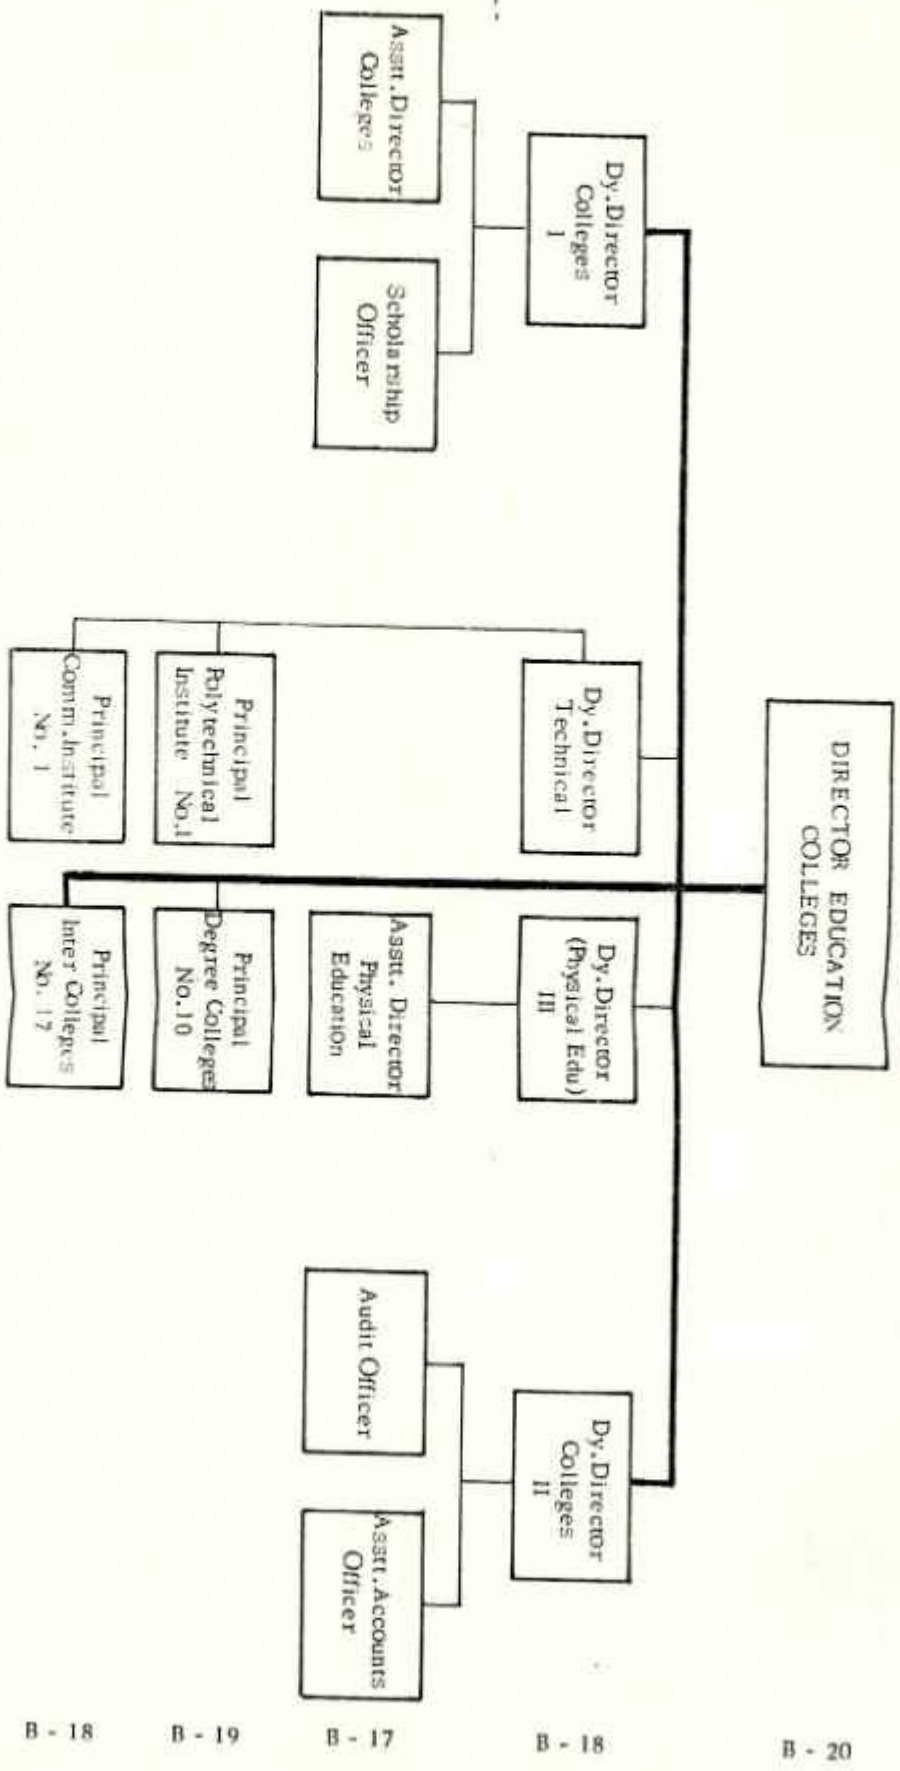 DIRECTOR EDUCATION
COLLEGES
B - 20
Dy.Director
Colleges
I
Dy.Director
Technical
Dy.Director
(Physical Edu)
III
Dy.Director
Colleges
II
B - 18
Asstt.Director
Colleges
Scholarship
Officer
Asstt. Director
Physical
Education
Audit Officer
Asstt.Accounts
Officer
B - 17
Principal
Polytechnical
Institute No.1
Principal
Degree Colleges
No.10
B - 19
Principal
Comm.Institute
No. 1
Principal
Inter Colleges
No. 17
B - 18